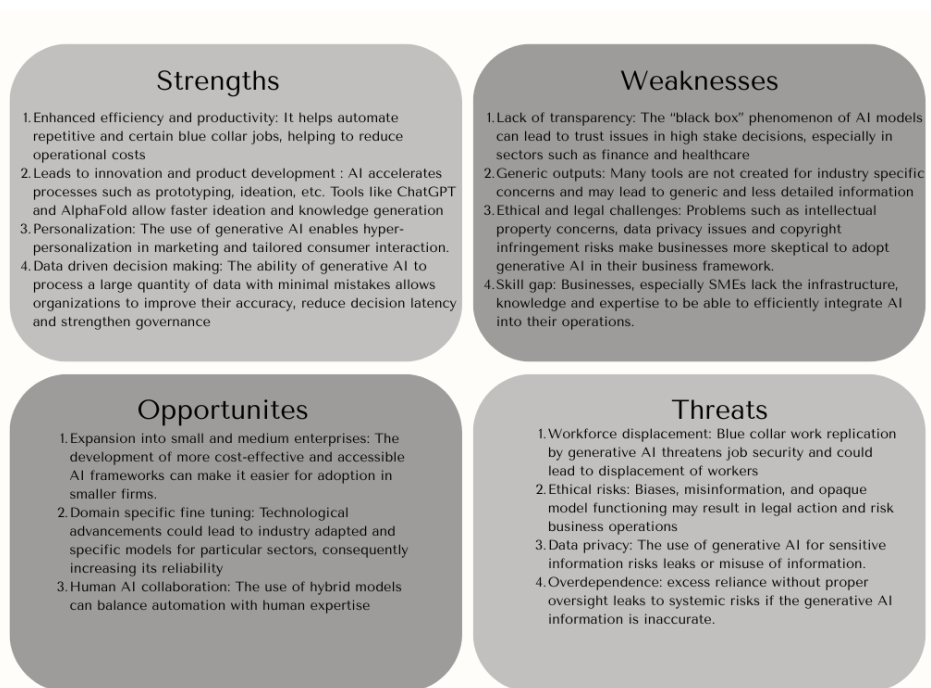 Strengths
1. Enhanced efficiency and productivity: It helps automate
repetitive and certain blue collar jobs, helping to reduce
operational costs
2. Leads to innovation and product development : AI accelerates
processes such as prototyping, ideation, etc. Tools like ChatGPT
and AlphaFold allow faster ideation and knowledge generation
3. Personalization: The use of generative AI enables hyper-
personalization in marketing and tailored consumer interaction.
4. Data driven decision making: The ability of generative AI to
process a large quantity of data with minimal mistakes allows
organizations to improve their accuracy, reduce decision latency
and strengthen governance
Weaknesses
1. Lack of transparency: The “black box” phenomenon of AI models
can lead to trust issues in high stake decisions, especially in
sectors such as finance and healthcare
2. Generic outputs: Many tools are not created for industry specific
concerns and may lead to generic and less detailed information
3. Ethical and legal challenges: Problems such as intellectual
property concerns, data privacy issues and copyright
infringement risks make businesses more skeptical to adopt
generative AI in their business framework.
4. Skill gap: Businesses, especially SMEs lack the infrastructure,
knowledge and expertise to be able to efficiently integrate AI
into their operations.
Opportunites
1. Expansion into small and medium enterprises: The
development of more cost-effective and accessible
AI frameworks can make it easier for adoption in
smaller firms.
2. Domain specific fine tuning: Technological
advancements could lead to industry adapted and
specific models for particular sectors, consequently
increasing its reliability
3. Human AI collaboration: The use of hybrid models
can balance automation with human expertise
Threats
1. Workforce displacement: Blue collar work replication
by generative AI threatens job security and could
lead to displacement of workers
2. Ethical risks: Biases, misinformation, and opaque
model functioning may result in legal action and risk
business operations
3. Data privacy: The use of generative AI for sensitive
information risks leaks or misuse of information.
4. Overdependence: excess reliance without proper
oversight leaks to systemic risks if the generative AI
information is inaccurate.